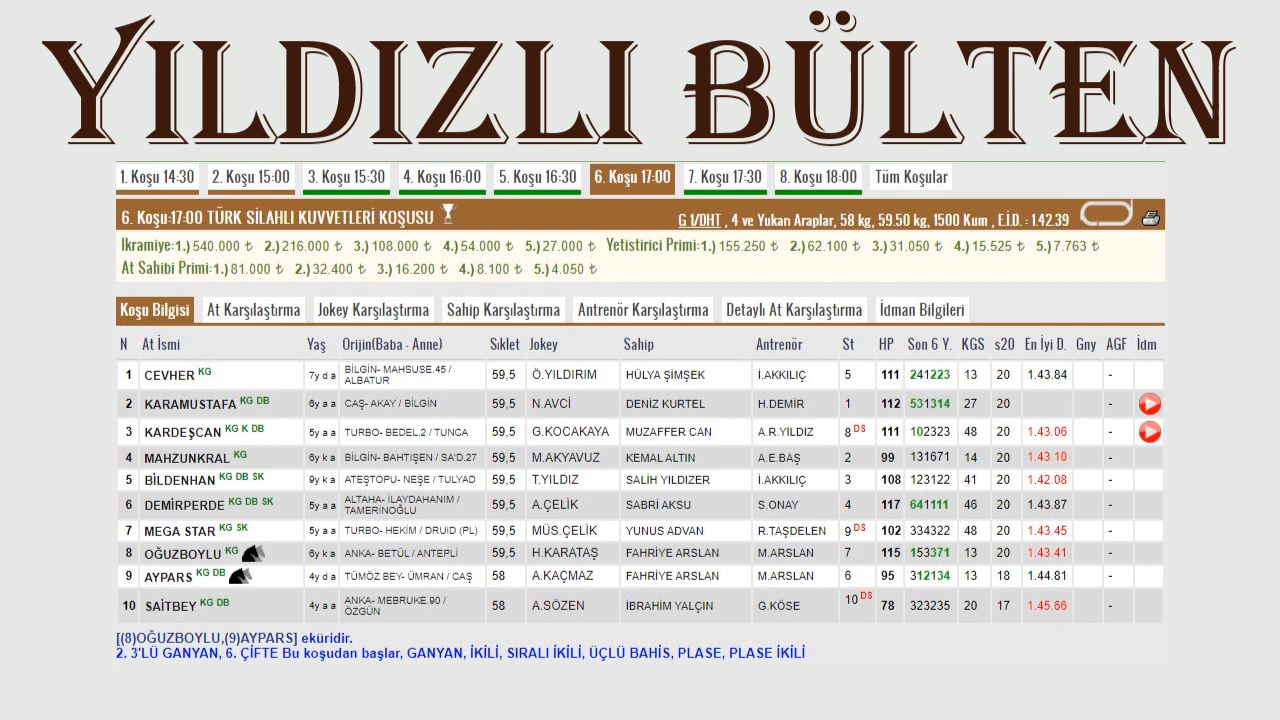 YILDIZLI BÜLTEN
1. Koşu 14:30 2. Koşu 15:00 3. Koşu 15:30 4. Koşu 16:00 5. Koşu 16:30 6. Koşu 17:00 7. Koşu 17:30 8. Koşu 18:00 Tüm Koşular
6. Koşu:17:00 TÜRK SİLAHLI KUVVETLERİ KOŞUSU G 1/DHT , 4 ve Yukarı Araplar, 58 kg, 59.50 kg, 1500 Kum , E.İ.D. : 1.42.39
Ikramiye:1.) 540.000 ₺ 2.) 216.000 ₺ 3.) 108.000 ₺ 4.) 54.000 ₺ 5.) 27.000 ₺ Yetistirici Primi:1.) 155.250 ₺ 2.) 62.100 ₺ 3.) 31.050 ₺ 4.) 15.525 ₺ 5.) 7.763 ₺
At Sahibi Primi:1.) 81.000 ₺ 2.) 32.400 ₺ 3.) 16.200 ₺ 4.) 8.100 ₺ 5.) 4.050 ₺
Koşu Bilgisi At Karşılaştırma Jokey Karşılaştırma Sahip Karşılaştırma Antrenör Karşılaştırma Detaylı At Karşılaştırma İdman Bilgileri
N At İsmi Yaş Orijin(Baba - Anne) Sıklet Jokey Sahip Antrenör St HP Son 6 Y. KGS s20 En İyi D. Gny AGF İdm
1 CEVHER KG 7y d a BİLGİN- MAHSUSE.45 / ALBATUR 59,5 Ö.YILDIRIM HÜLYA ŞİMŞEK İ.AKKILIÇ 5 111 241223 13 20 1.43.84 -
2 KARAMUSTAFA KG DB 6y a a CAŞ- AKAY / BİLGİN 59,5 N.AVCİ DENİZ KURTEL H.DEMİR 1 112 531314 27 20 -
3 KARDEŞCAN KG K DB 5y a a TURBO- BEDEL.2 / TUNCA 59,5 G.KOCAKAYA MUZAFFER CAN A.R.YILDIZ 8 DS 111 102323 48 20 1.43.06 -
4 MAHZUNKRAL KG 6y k a BİLGİN- BAHTIŞEN / SA'D.27 59,5 M.AKYAVUZ KEMAL ALTIN A.E.BAŞ 2 99 131671 14 20 1.43.10 -
5 BİLDENHAN KG DB SK 9y k a ATEŞTOPU- NEŞE / TULYAD 59,5 T.YILDIZ SALİH YILDIZER İ.AKKILIÇ 3 108 123122 41 20 1.42.08 -
6 DEMİRPERDE KG DB SK 5y a a ALTAHA- İLAYDAHANIM / TAMERİNOĞLU 59,5 A.ÇELİK SABRİ AKSU S.ONAY 4 117 641111 46 20 1.43.87 -
7 MEGA STAR KG SK 5y a a TURBO- HEKİM / DRUID (PL) 59,5 MÜS.ÇELİK YUNUS ADVAN R.TAŞDELEN 9 DS 102 334322 48 20 1.43.45 -
8 OĞUZBOYLU KG 6y k a ANKA- BETÜL / ANTEPLİ 59,5 H.KARATAŞ FAHRİYE ARSLAN M.ARSLAN 7 115 153371 13 20 1.43.41 -
9 AYPARS KG DB 4y d a TÜMÖZ BEY- ÜMRAN / CAŞ 58 A.KAÇMAZ FAHRİYE ARSLAN M.ARSLAN 6 95 312134 13 18 1.44.81 -
10 SAİTBEY KG DB 4y a a ANKA- MEBRUKE.90 / ÖZGÜN 58 A.SÖZEN İBRAHİM YALÇIN G.KÖSE 10 DS 78 323235 20 17 1.45.66 -
[(8)OĞUZBOYLU,(9)AYPARS] eküridir.
2. 3'LÜ GANYAN, 6. ÇİFTE Bu koşudan başlar, GANYAN, İKİLİ, SIRALI İKİLİ, ÜÇLÜ BAHİS, PLASE, PLASE İKİLİ